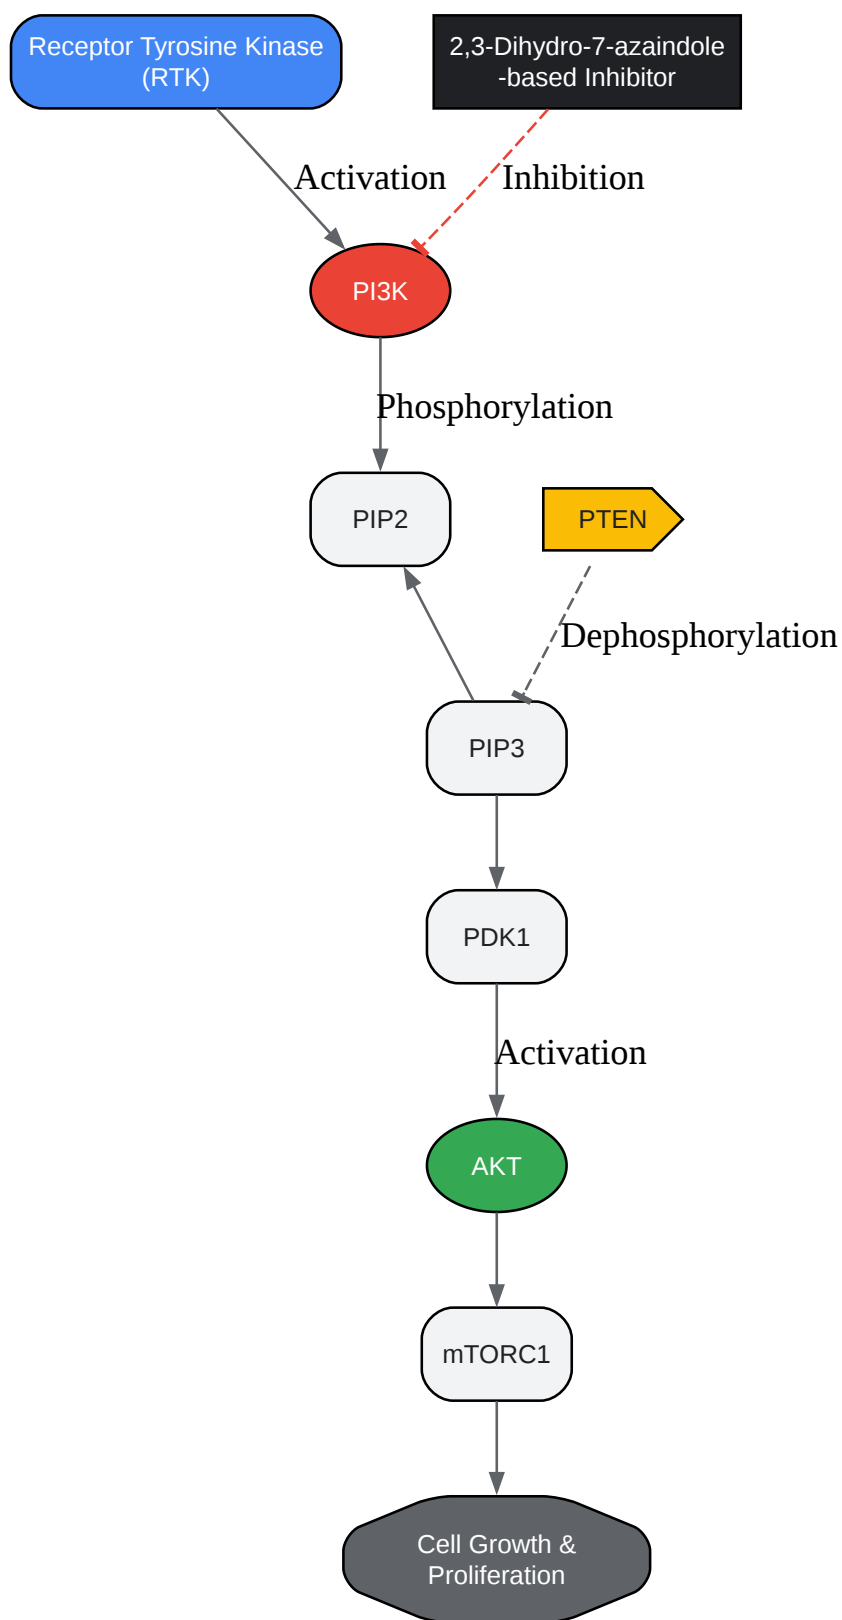 Receptor Tyrosine Kinase
(RTK)
2,3-Dihydro-7-azaindole
-based Inhibitor
Activation
Inhibition
PI3K
Phosphorylation
PIP2
PTEN
Dephosphorylation
PIP3
PDK1
Activation
AKT
mTORC1
Cell Growth &
Proliferation